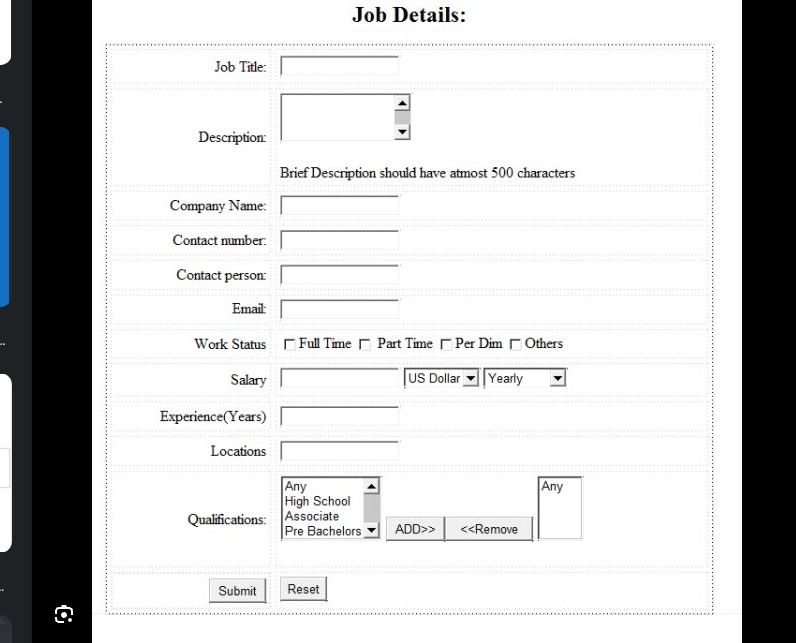 Job Details:
Job Title:
Description:
Brief Description should have atmost 500 characters
Company Name:
Contact number:
Contact person:
Email:
Work Status Full Time Part Time Per Dim Others
Salary US Dollar Yearly
Experience(Years)
Locations
Qualifications:
Any
High School
Associate
Pre Bachelors
ADD>> <<Remove
Any
Submit Reset